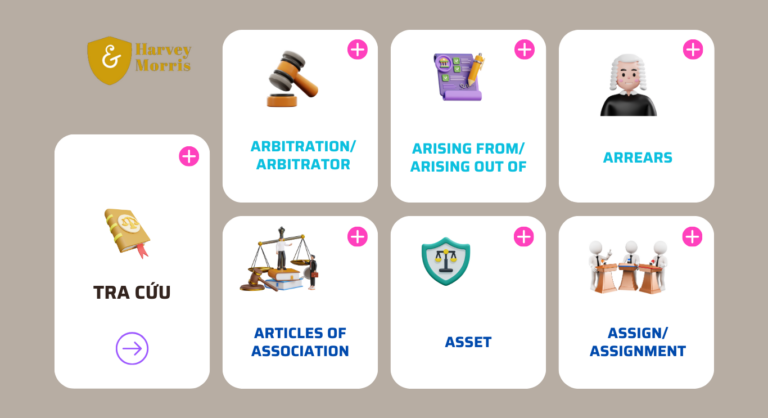 &
Harvey
Morris
TRA CỨU
ARBITRATION/
ARBITRATOR
ARISING FROM/
ARISING OUT OF
ARREARS
ARTICLES OF
ASSOCIATION
ASSET
ASSIGN/
ASSIGNMENT